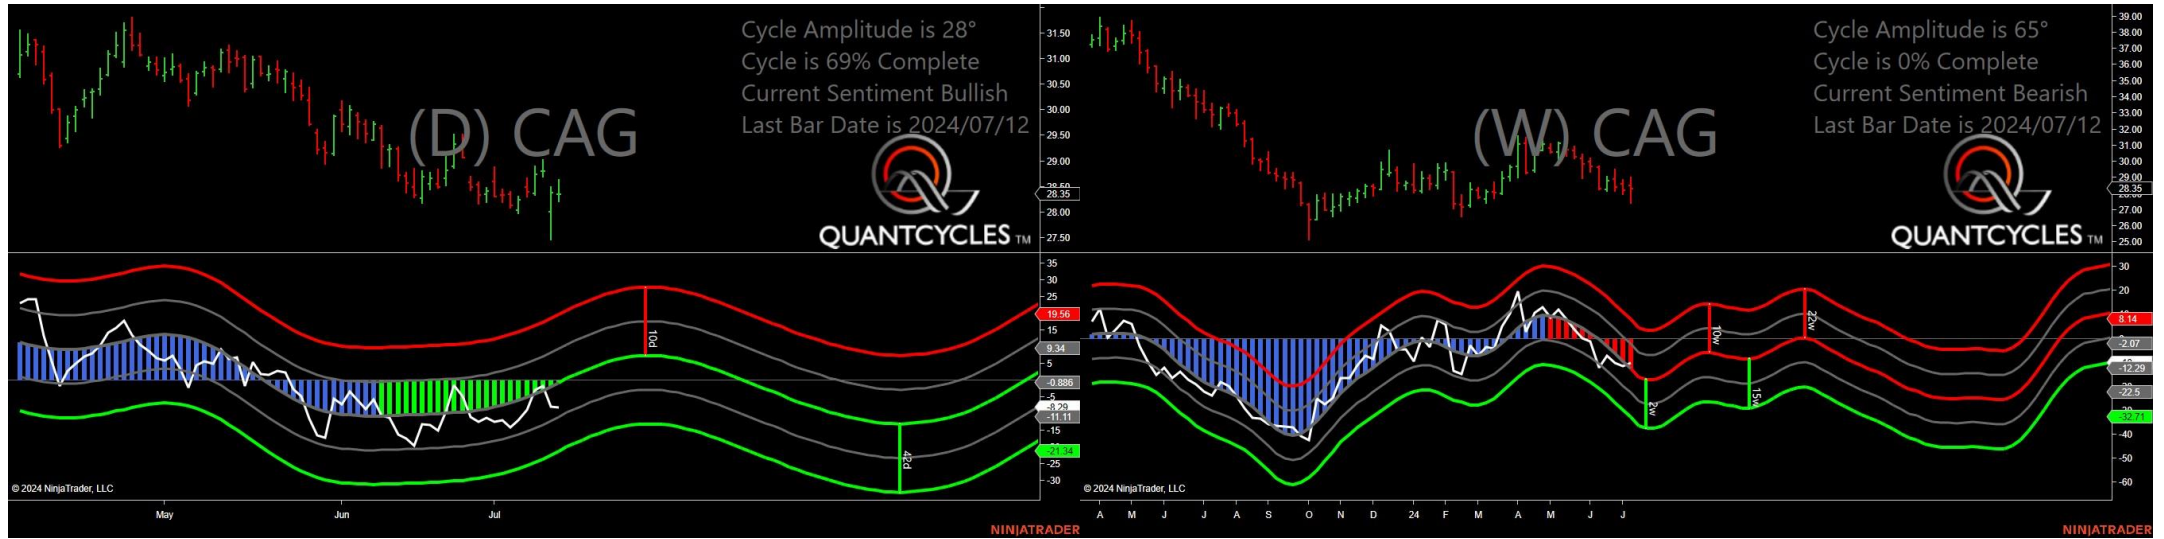 Cycle Amplitude is 28°
Cycle is 69% Complete
Current Sentiment Bullish
Last Bar Date is 2024/07/12
(D) CAG
QUANTCYCLES TM
31.50
31.00
30.50
30.00
29.50
29.00
28.50
28.35
28.00
27.50
35
30
25
19.56
15
9.34
5
-0.886
-5
-8.29
-11.11
-15
-21.34
-25
-30
10d
42d
© 2024 NinjaTrader, LLC
May
Jun
Jul
NINJATRADER
Cycle Amplitude is 65°
Cycle is 0% Complete
Current Sentiment Bearish
Last Bar Date is 2024/07/12
(W) CAG
QUANTCYCLES TM
39.00
38.00
37.00
36.00
35.00
34.00
33.00
32.00
31.00
30.00
29.00
28.35
27.00
26.00
25.00
30
20
8.14
-2.07
-12.29
-22.5
-32.71
-40
-50
-60
2w
10w
15w
22w
© 2024 NinjaTrader, LLC
A M J J A S O N D 24 F M A M J J
NINJATRADER